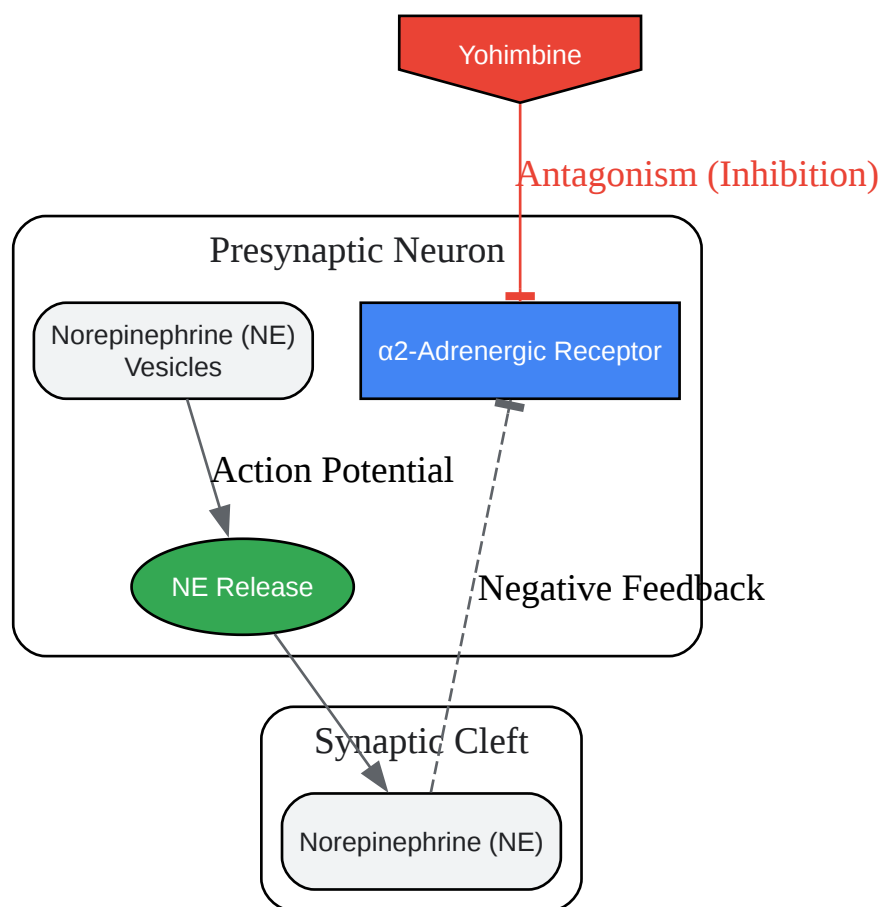 Yohimbine
Antagonism (Inhibition)
Presynaptic Neuron
Norepinephrine (NE)
Vesicles
α2-Adrenergic Receptor
Action Potential
NE Release
Negative Feedback
Synaptic Cleft
Norepinephrine (NE)